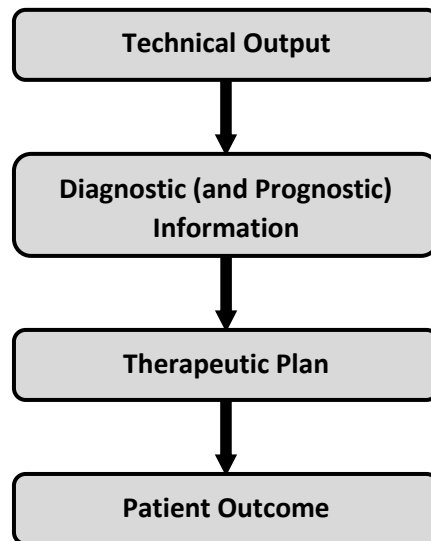 Technical Output
Diagnostic (and Prognostic)
Information
Therapeutic Plan
Patient Outcome